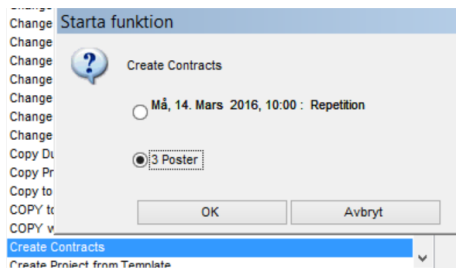 Change
Starta funktion
Change
Change
Create Contracts
Change
Change
Må, 14. Mars 2016, 10:00 : Repetition
Change
Change
Copy Du
3 Poster
Copy Pr
Copy to
COPY to
OK
Avbryt
COPY w
Create Contracts
Create Project from Template